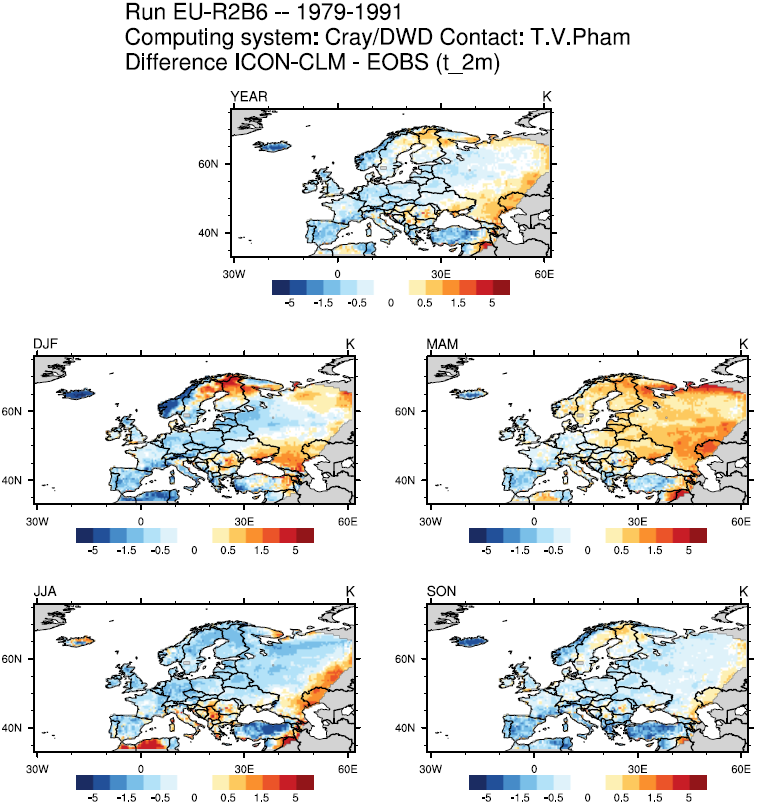 Run EU-R2B6 -- 1979-1991
Computing system: Cray/DWD Contact: T.V.Pham
Difference ICON-CLM - EOBS (t_2m)
YEAR K
60N
40N
30W 0 30E 60E
-5 -1.5 -0.5 0 0.5 1.5 5
DJF K
60N
40N
30W 0 30E 60E
-5 -1.5 -0.5 0 0.5 1.5 5
MAM K
60N
40N
30W 0 30E 60E
-5 -1.5 -0.5 0 0.5 1.5 5
JJA K
60N
40N
30W 0 30E 60E
-5 -1.5 -0.5 0 0.5 1.5 5
SON K
60N
40N
30W 0 30E 60E
-5 -1.5 -0.5 0 0.5 1.5 5